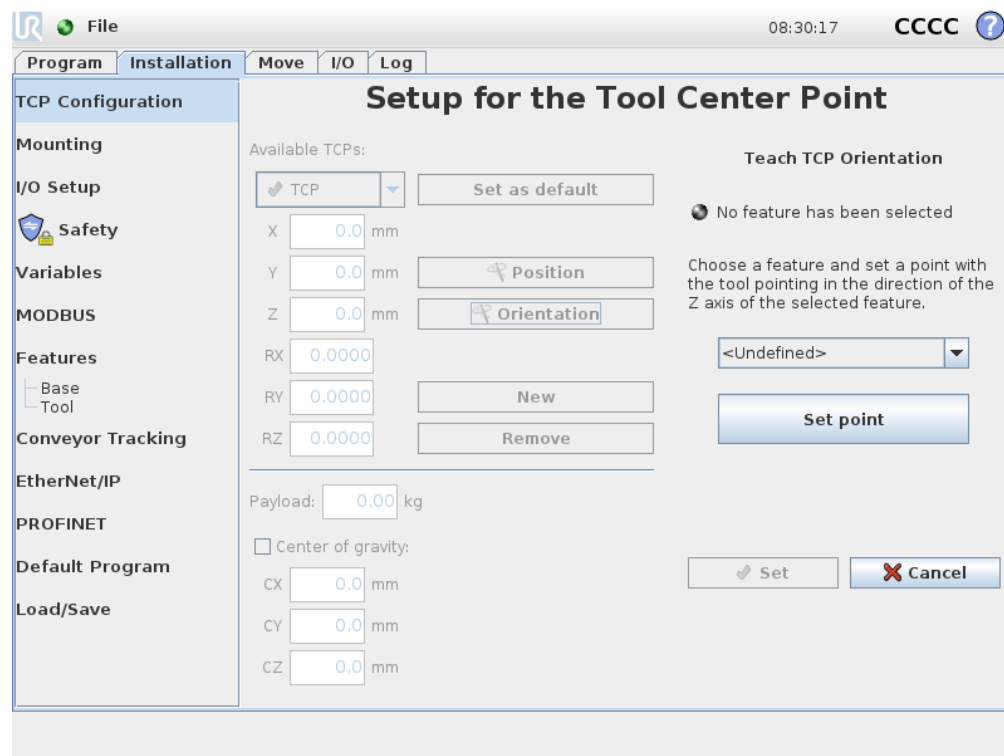 UR File 08:30:17 CCCC ?
Program Installation Move I/O Log
TCP Configuration
Mounting
I/O Setup
Safety
Variables
MODBUS
Features
Base
Tool
Conveyor Tracking
EtherNet/IP
PROFINET
Default Program
Load/Save
Setup for the Tool Center Point
Available TCPs:
TCP Set as default
X 0.0 mm
Y 0.0 mm Position
Z 0.0 mm Orientation
RX 0.0000
RY 0.0000 New
RZ 0.0000 Remove
Payload: 0.00 kg
Center of gravity:
CX 0.0 mm
CY 0.0 mm
CZ 0.0 mm
Teach TCP Orientation
No feature has been selected
Choose a feature and set a point with
the tool pointing in the direction of the
Z axis of the selected feature.
<Undefined>
Set point
Set Cancel